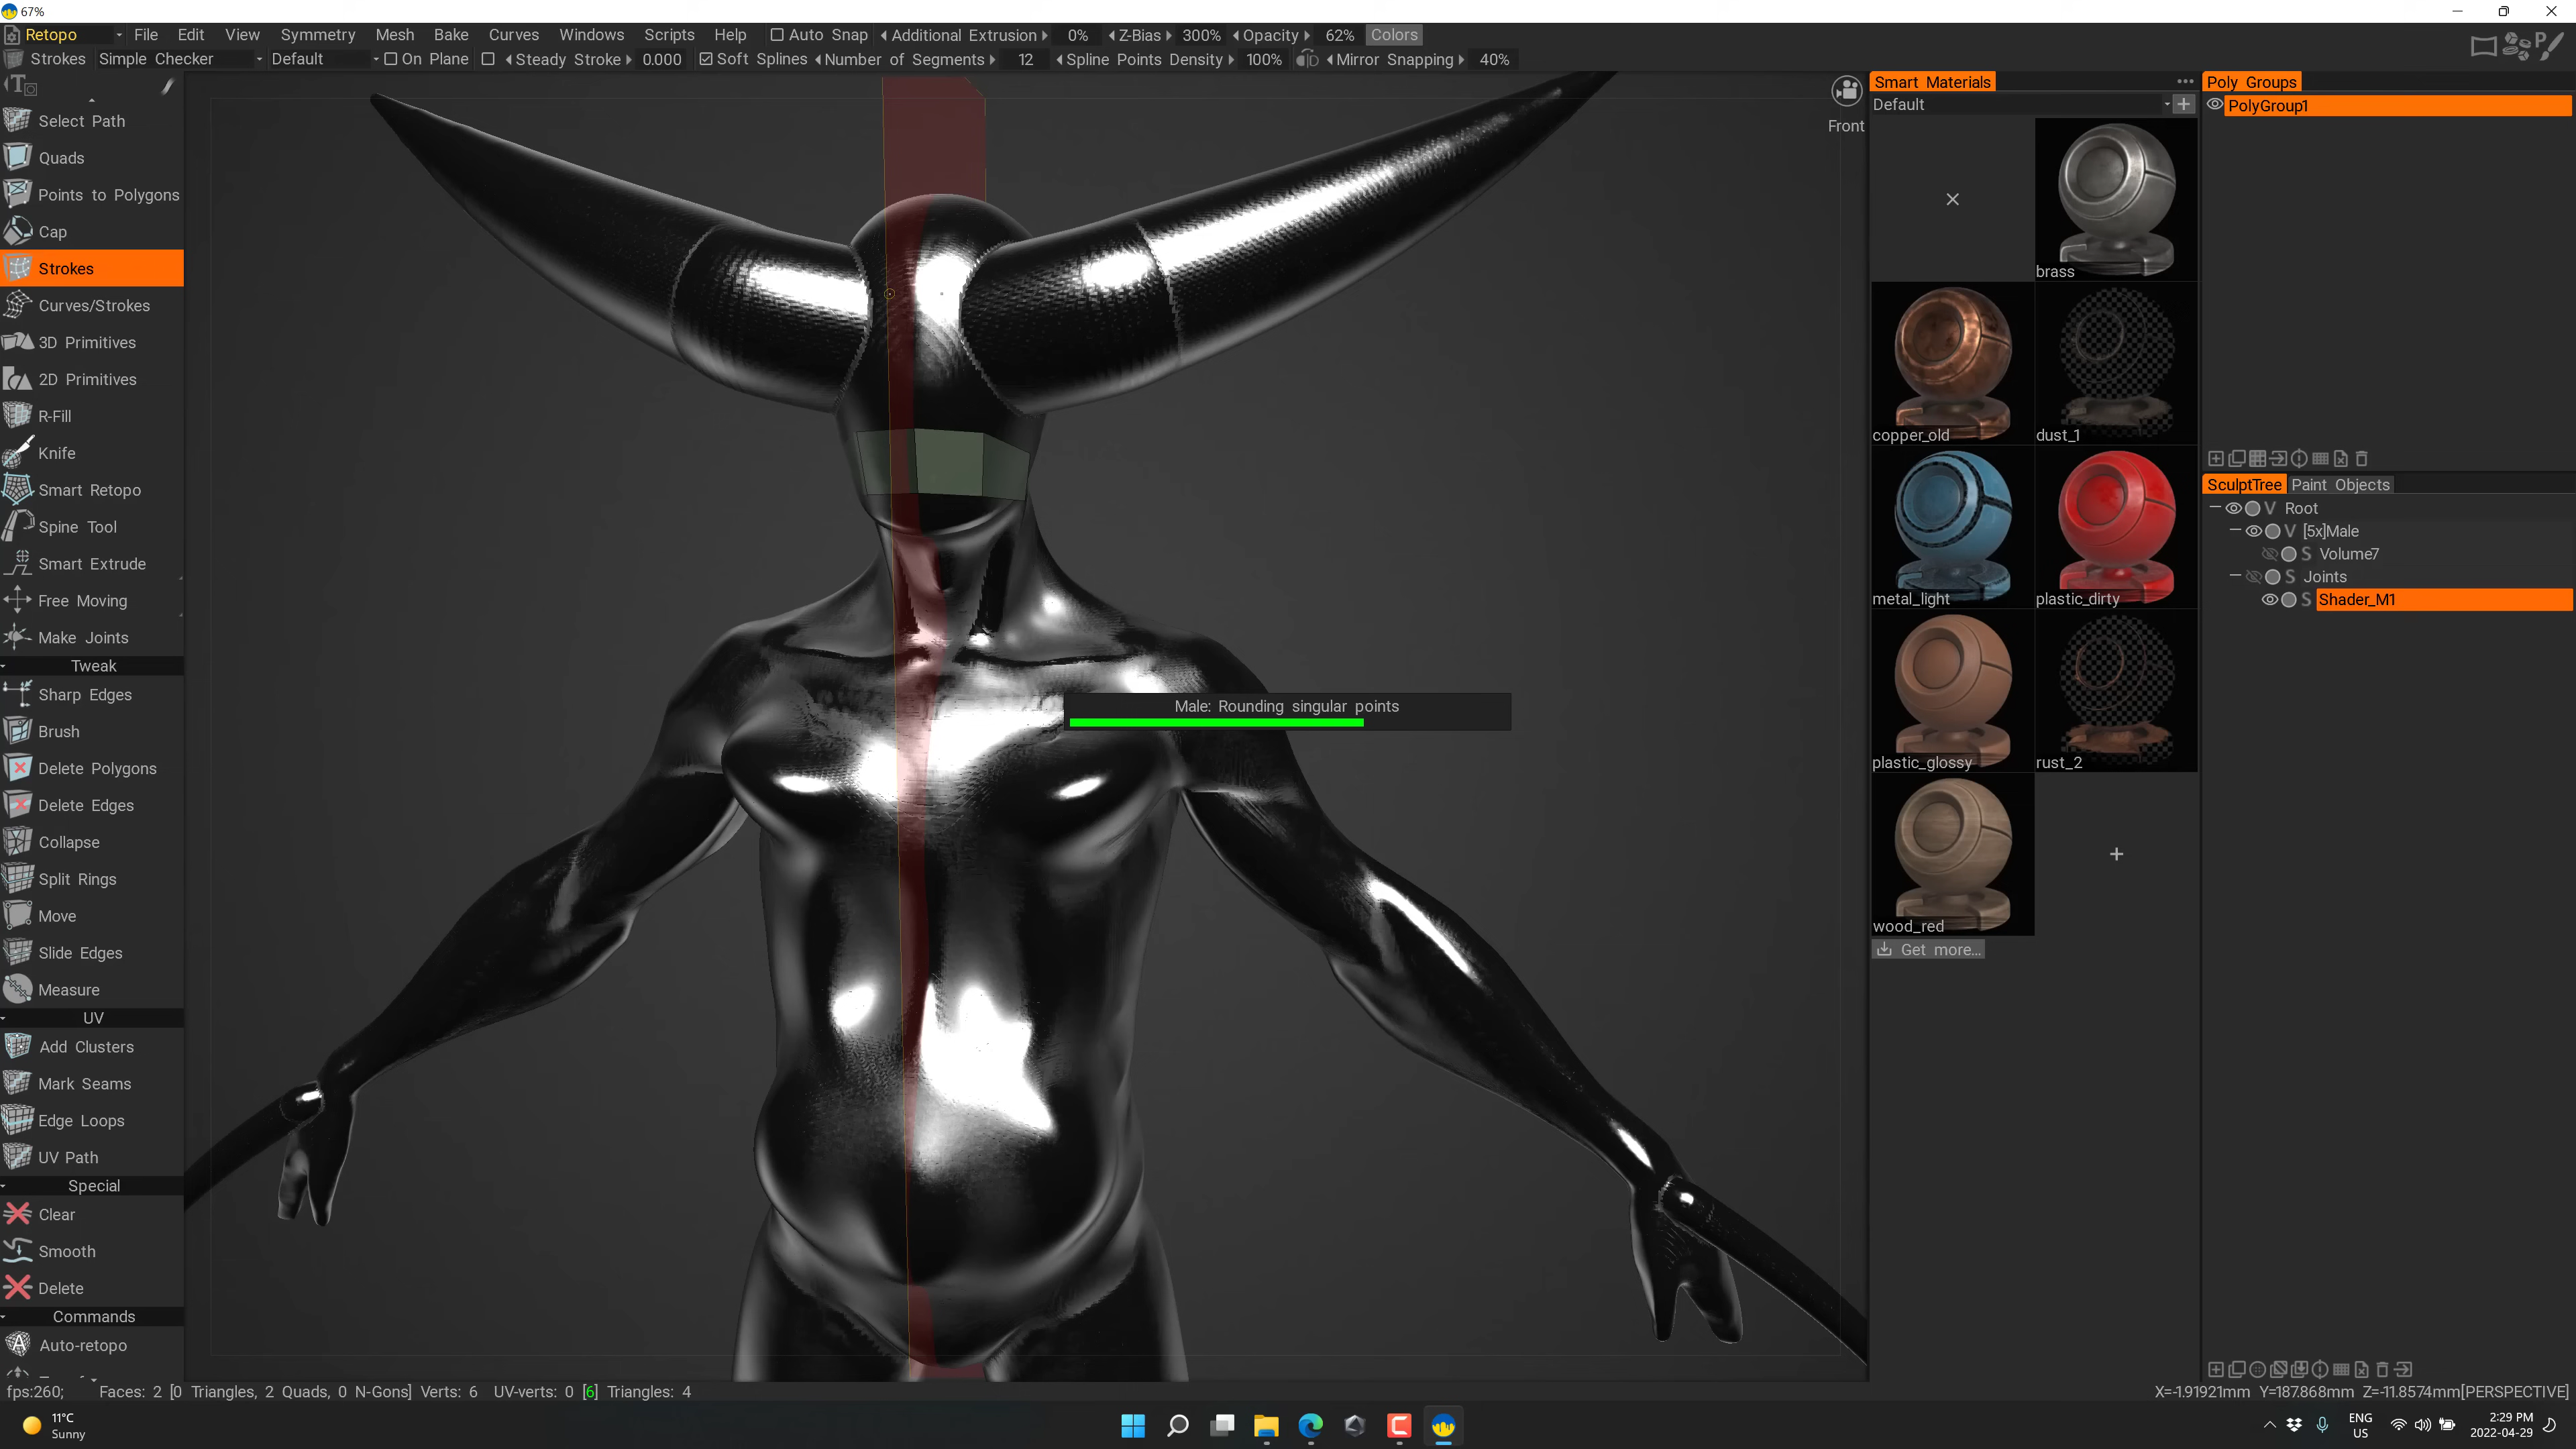 67%
Retopo File Edit View Symmetry Mesh Bake Curves Windows Scripts Help Auto Snap Additional Extrusion 0% Z-Bias 300% Opacity 62% Colors
Strokes Simple Checker Default On Plane Steady Stroke 0.000 Soft Splines Number of Segments 12 Spline Points Density 100% Mirror Snapping 40%
Select Path
Quads
Points to Polygons
Cap
Strokes
Curves/Strokes
3D Primitives
2D Primitives
R-Fill
Knife
Smart Retopo
Spine Tool
Smart Extrude
Free Moving
Make Joints
Tweak
Sharp Edges
Brush
Delete Polygons
Delete Edges
Collapse
Split Rings
Move
Slide Edges
Measure
UV
Add Clusters
Mark Seams
Edge Loops
UV Path
Special
Clear
Smooth
Delete
Commands
Auto-retopo
Front
Male: Rounding singular points
Smart Materials
Default
brass
copper_old
dust_1
metal_light
plastic_dirty
plastic_glossy
rust_2
wood_red
Get more...
Poly Groups
PolyGroup1
SculptTree Paint Objects
V Root
V [5x]Male
S Volume7
S Joints
S Shader_M1
fps:260; Faces: 2 [0 Triangles, 2 Quads, 0 N-Gons] Verts: 6 UV-verts: 0 [6] Triangles: 4
X=-1.91921mm Y=187.868mm Z=-11.8574mm[PERSPECTIVE]
11°C
Sunny
ENG
US
2:29 PM
2022-04-29